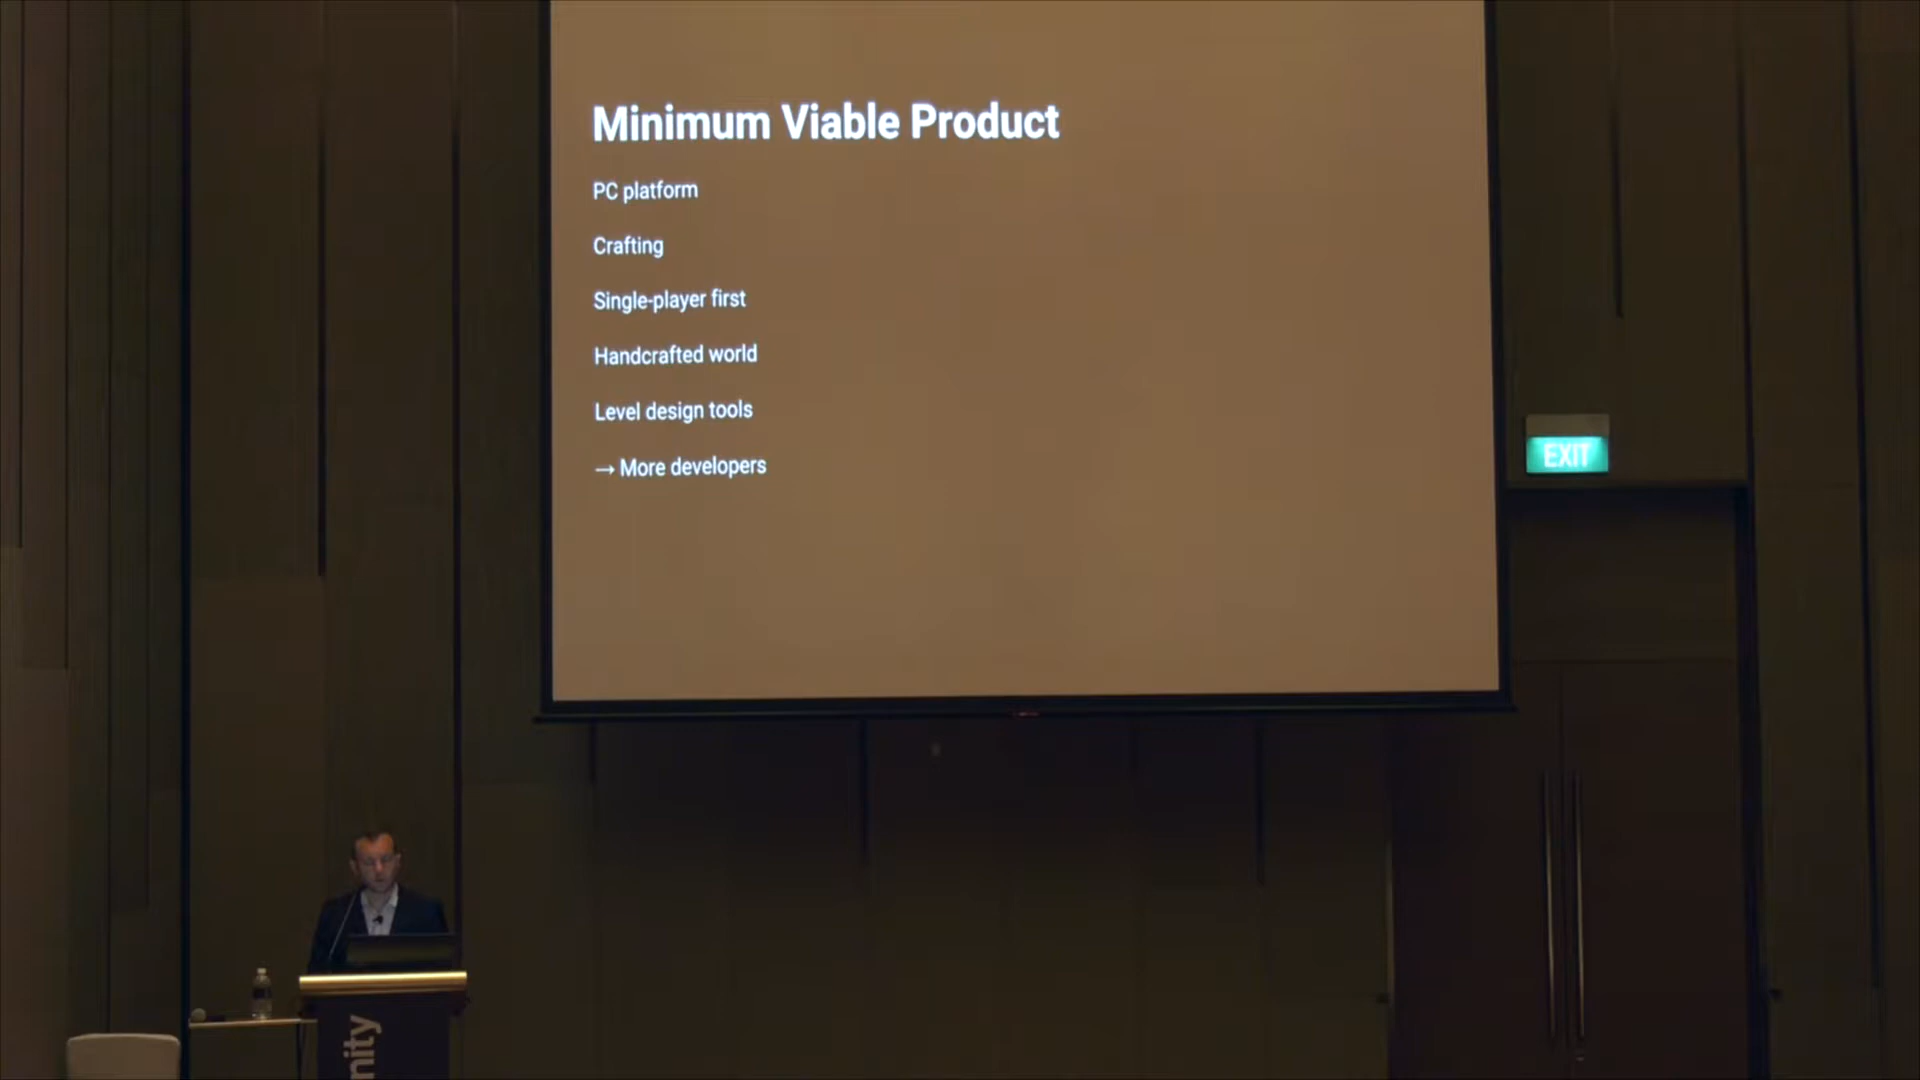 Minimum Viable Product
PC platform
Crafting
Single-player first
Handcrafted world
Level design tools
→ More developers
EXIT
nity